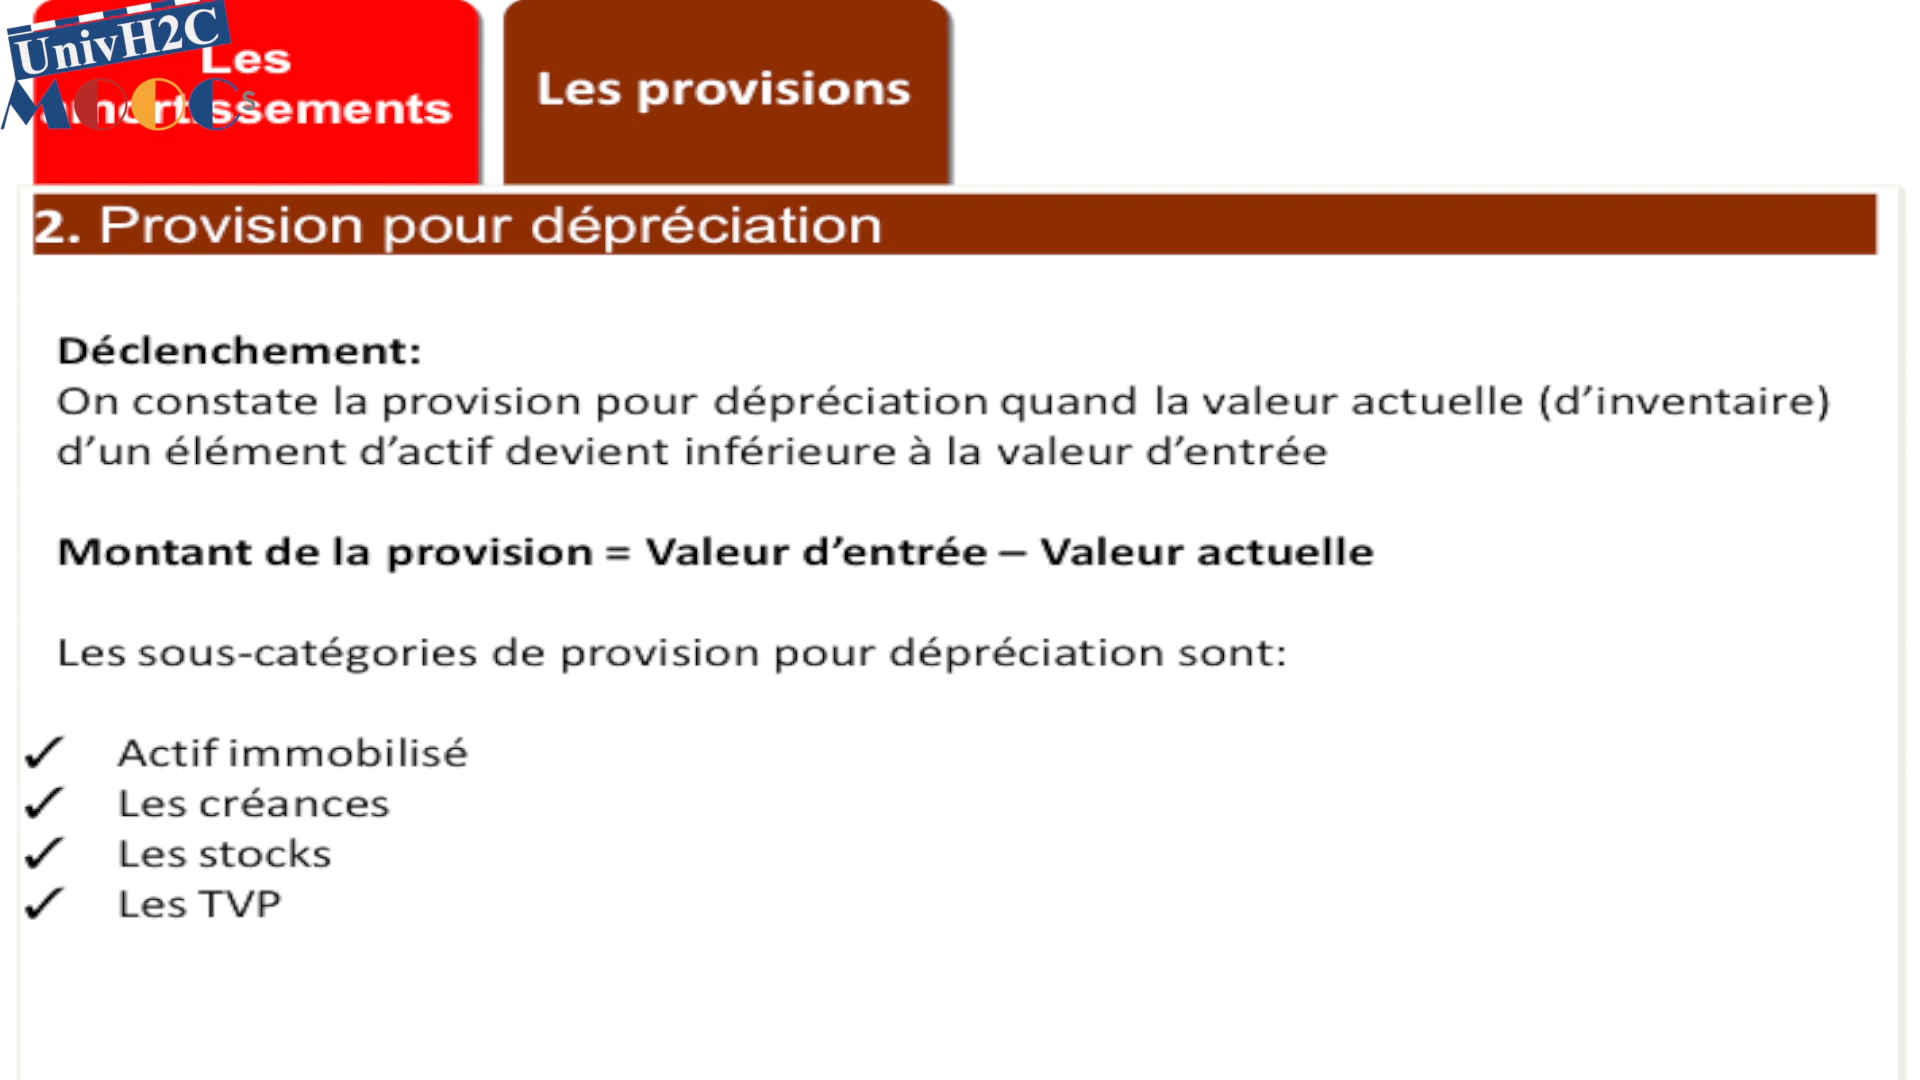 UnivH2C
MOOCs
Les
amortissements
Les provisions
2. Provision pour dépréciation
Déclenchement:
On constate la provision pour dépréciation quand la valeur actuelle (d’inventaire)
d’un élément d’actif devient inférieure à la valeur d’entrée
Montant de la provision = Valeur d’entrée – Valeur actuelle
Les sous-catégories de provision pour dépréciation sont:
✓ Actif immobilisé
✓ Les créances
✓ Les stocks
✓ Les TVP